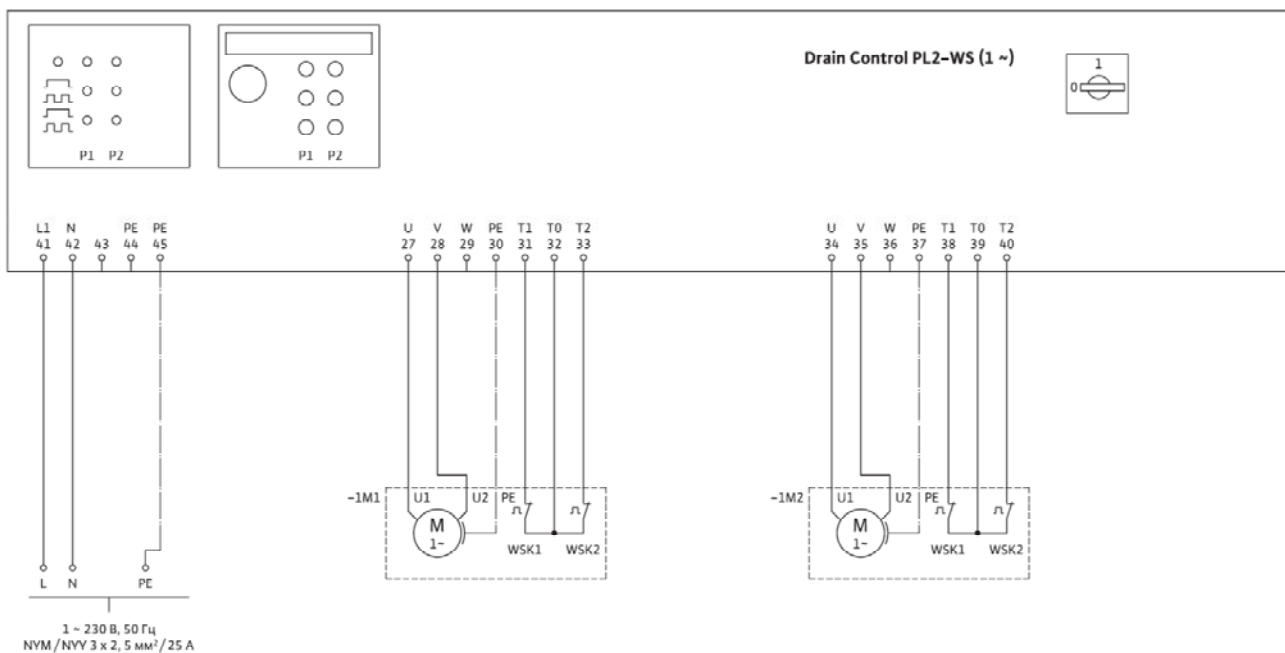 Drain Control PL2-WS (1 ~)
1
0
P1 P2
P1 P2
L1 N PE PE
41 42 43 44 45
U V W PE T1 T0 T2
27 28 29 30 31 32 33
U V W PE T1 T0 T2
34 35 36 37 38 39 40
-1M1 U1 U2 PE
M
1~
WSK1 WSK2
-1M2 U1 U2 PE
M
1~
WSK1 WSK2
L N PE
1 ~ 230 В, 50 Гц
NYM/NYY 3 x 2, 5 мм²/25 А